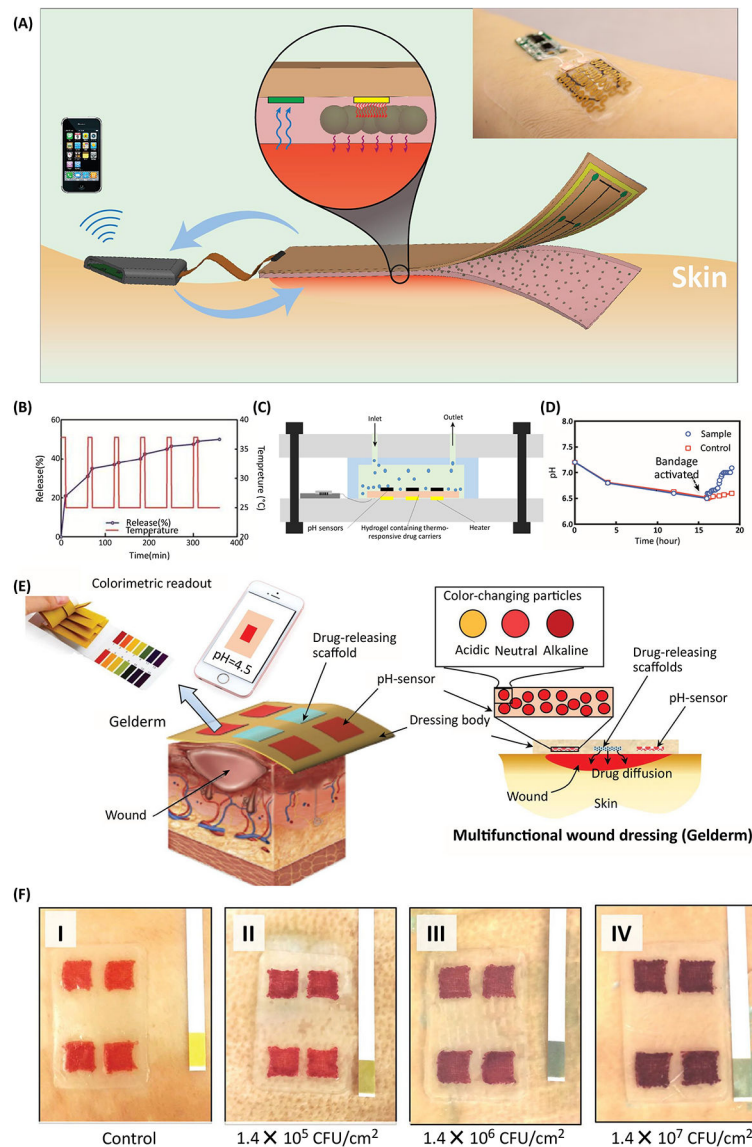 (A)
Skin
(B)
60
40
20
0
Release(%)
40
35
30
25
20
Tempreture (°C)
Release(%)
Temperature
0
100
200
300
400
Time(min)
(C)
Inlet
Outlet
pH sensors
Hydrogel containing thermo-
responsive drug carriers
Heater
(D)
8.0
7.5
7.0
6.5
6.0
pH
Sample
Control
Bandage
activated
0
5
10
15
20
Time (hour)
(E)
Colorimetric readout
pH=4.5
Drug-releasing
scaffold
pH-sensor
Gelderm
Dressing body
Wound
Color-changing particles
Acidic
Neutral
Alkaline
Drug-releasing
scaffolds
pH-sensor
Wound
Drug diffusion
Skin
Multifunctional wound dressing (Gelderm)
(F)
I
II
III
IV
Control
1.4 × 10⁵ CFU/cm²
1.4 × 10⁶ CFU/cm²
1.4 × 10⁷ CFU/cm²